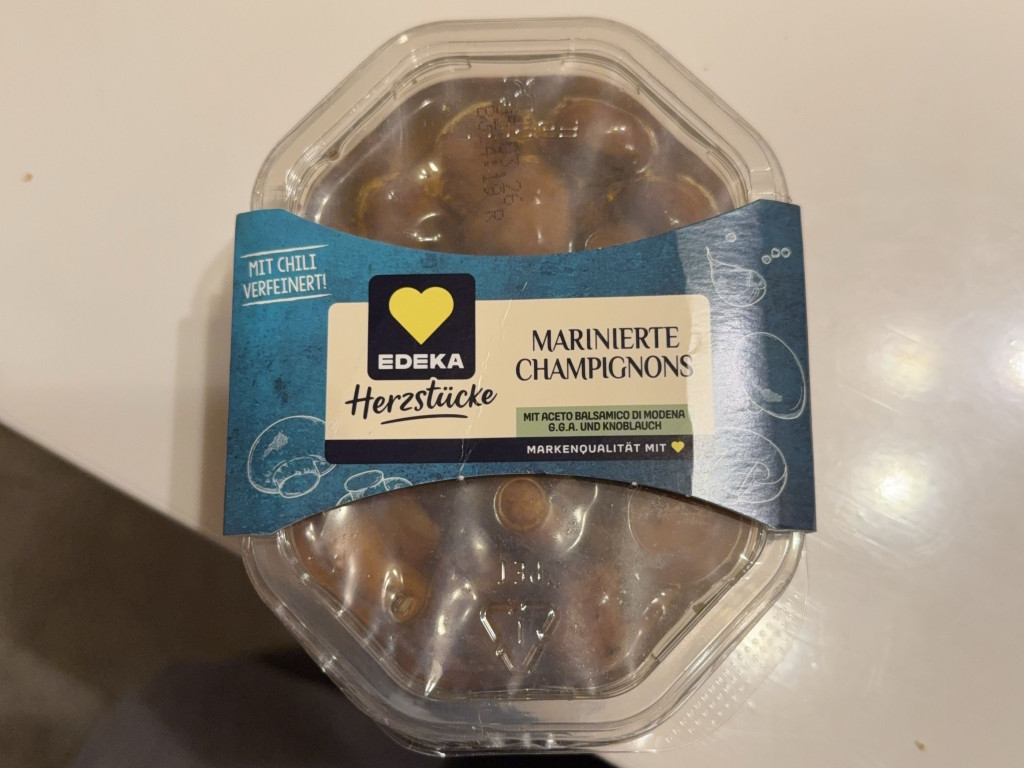 MIT CHILI
VERFEINERT!
EDEKA
Herzstücke
MARINIERTE
CHAMPIGNONS
MIT ACETO BALSAMICO DI MODENA
G.G.A. UND KNOBLAUCH
MARKENQUALITÄT MIT